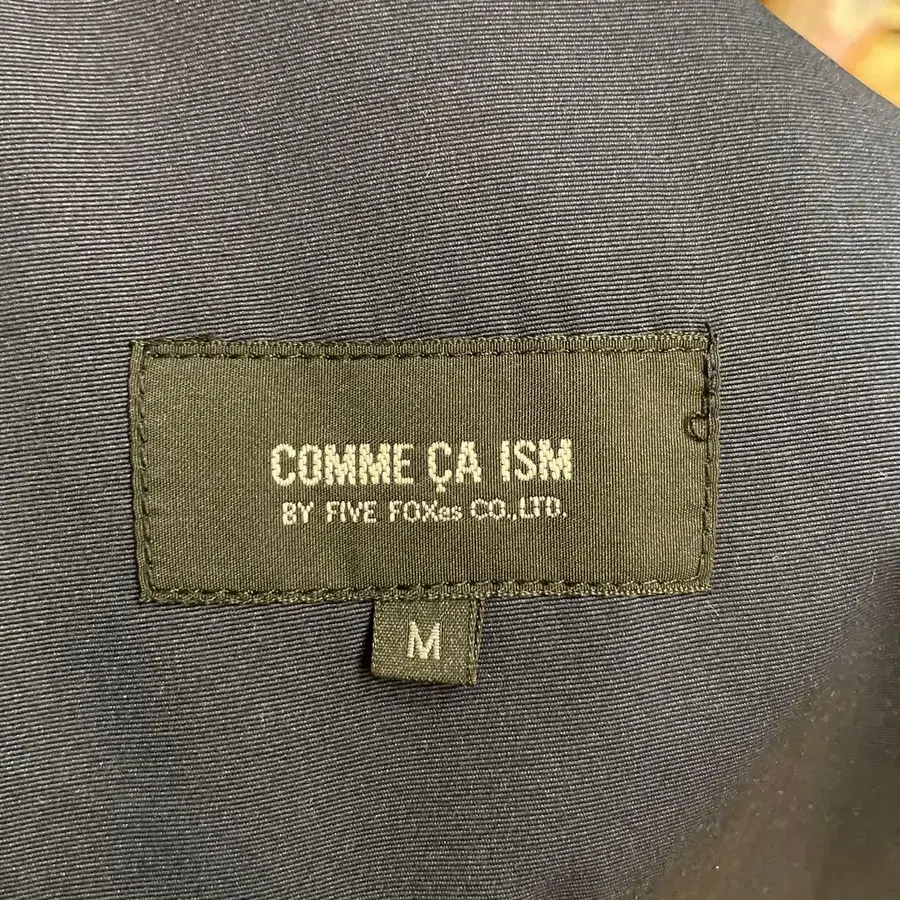 COMME ÇA ISM
BY FIVE FOXes CO.,LTD.
M